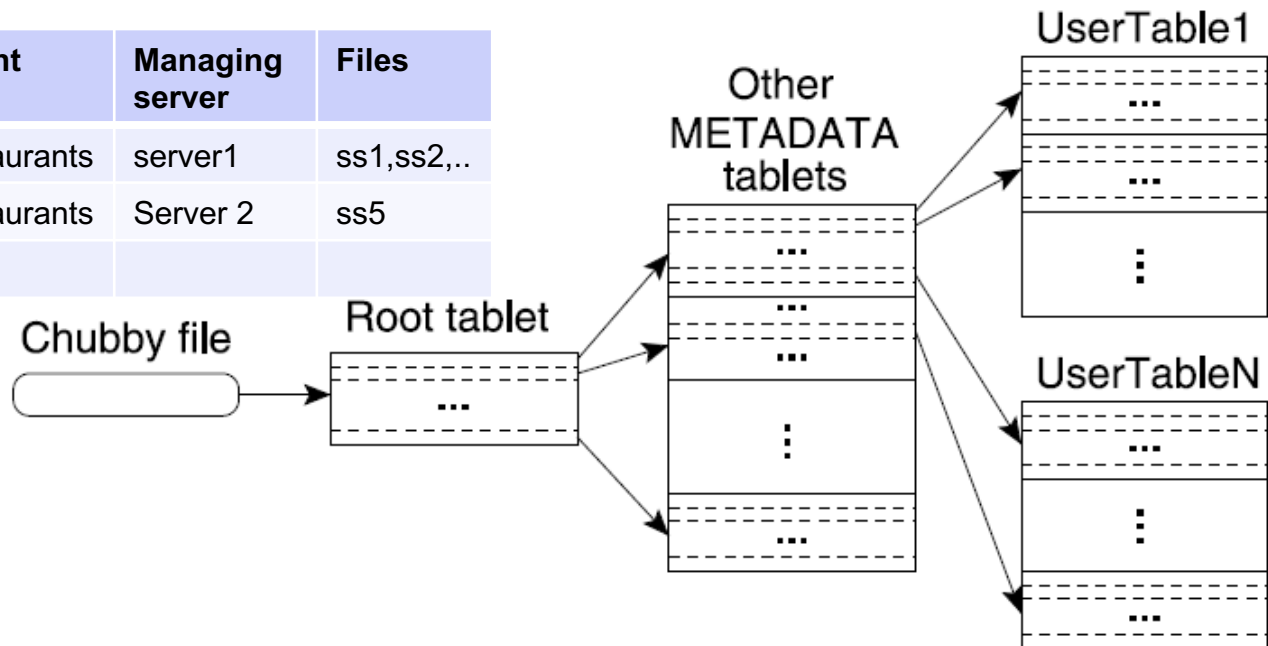 nt Managing server Files
aurants server1 ss1,ss2,..
aurants Server 2 ss5
Chubby file
Root tablet
...
Other
METADATA
tablets
...
...
...
...
UserTable1
...
...
UserTableN
...
...